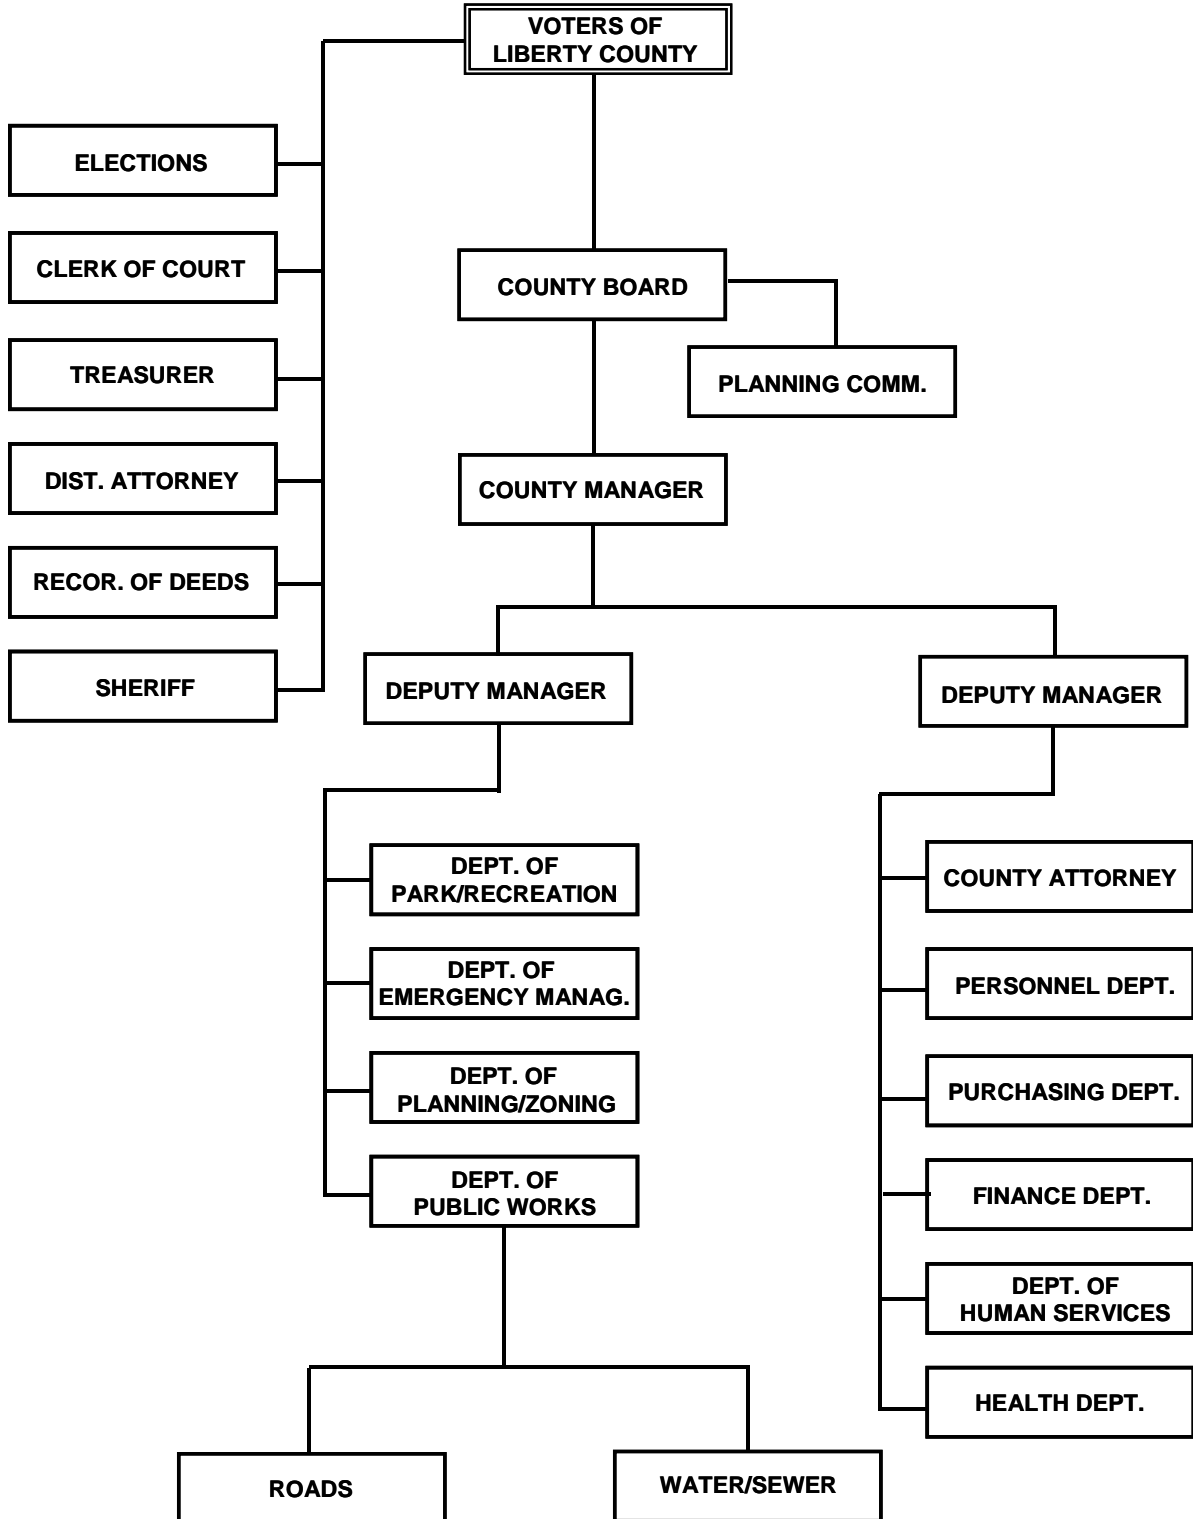 VOTERS OF
LIBERTY COUNTY
ELECTIONS
CLERK OF COURT
COUNTY BOARD
TREASURER
PLANNING COMM.
DIST. ATTORNEY
COUNTY MANAGER
RECOR. OF DEEDS
SHERIFF
DEPUTY MANAGER
DEPUTY MANAGER
DEPT. OF
PARK/RECREATION
DEPT. OF
EMERGENCY MANAG.
DEPT. OF
PLANNING/ZONING
DEPT. OF
PUBLIC WORKS
COUNTY ATTORNEY
PERSONNEL DEPT.
PURCHASING DEPT.
FINANCE DEPT.
DEPT. OF
HUMAN SERVICES
HEALTH DEPT.
ROADS
WATER/SEWER